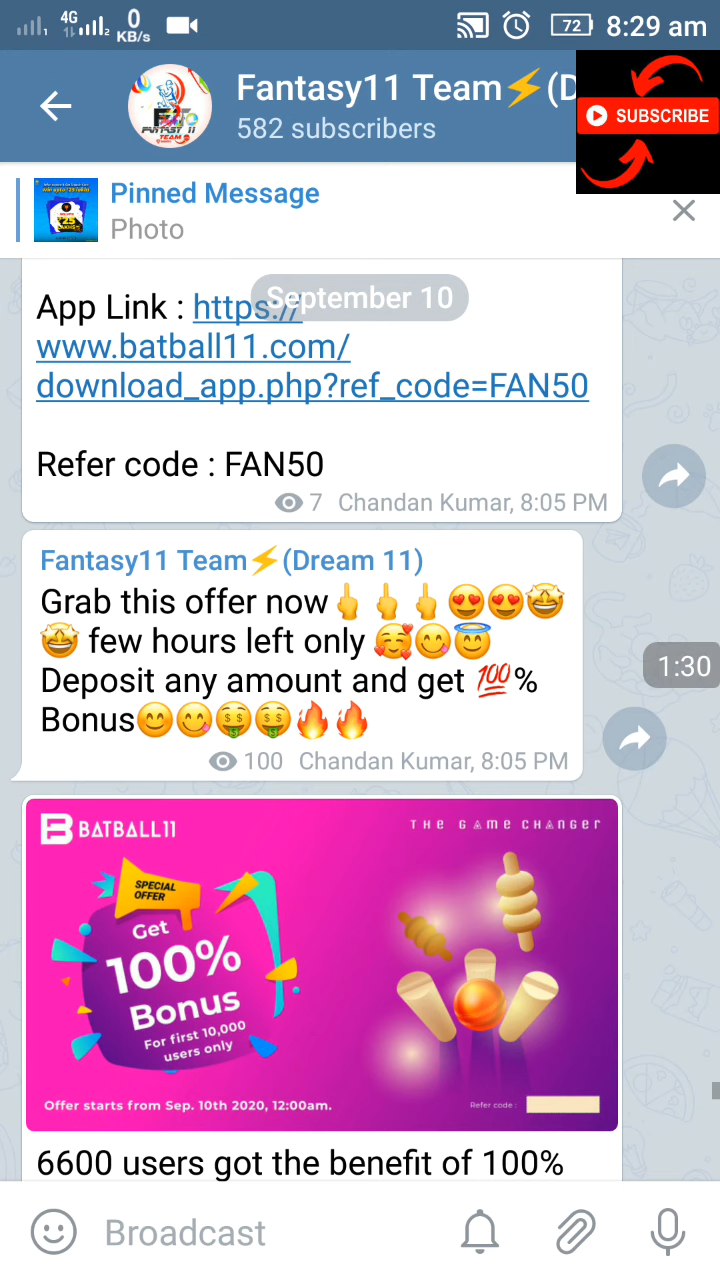 4G
0
KB/s
72
8:29 am
Fantasy11 Team⚡(D
582 subscribers
SUBSCRIBE
Pinned Message
Photo
September 10
App Link : https://
www.batball11.com/
download_app.php?ref_code=FAN50
Refer code : FAN50
7 Chandan Kumar, 8:05 PM
Fantasy11 Team⚡(Dream 11)
Grab this offer now🖕🖕🖕😍😍🤩
🤩 few hours left only 🥰😋😇
Deposit any amount and get 💯%
Bonus😊😋🤑🤑🔥🔥
100 Chandan Kumar, 8:05 PM
1:30
BATBALL11
THE GAME CHANGER
SPECIAL
OFFER
Get
100%
Bonus
For first 10,000
users only
Offer starts from Sep. 10th 2020, 12:00am.
Refer code :
6600 users got the benefit of 100%
Broadcast